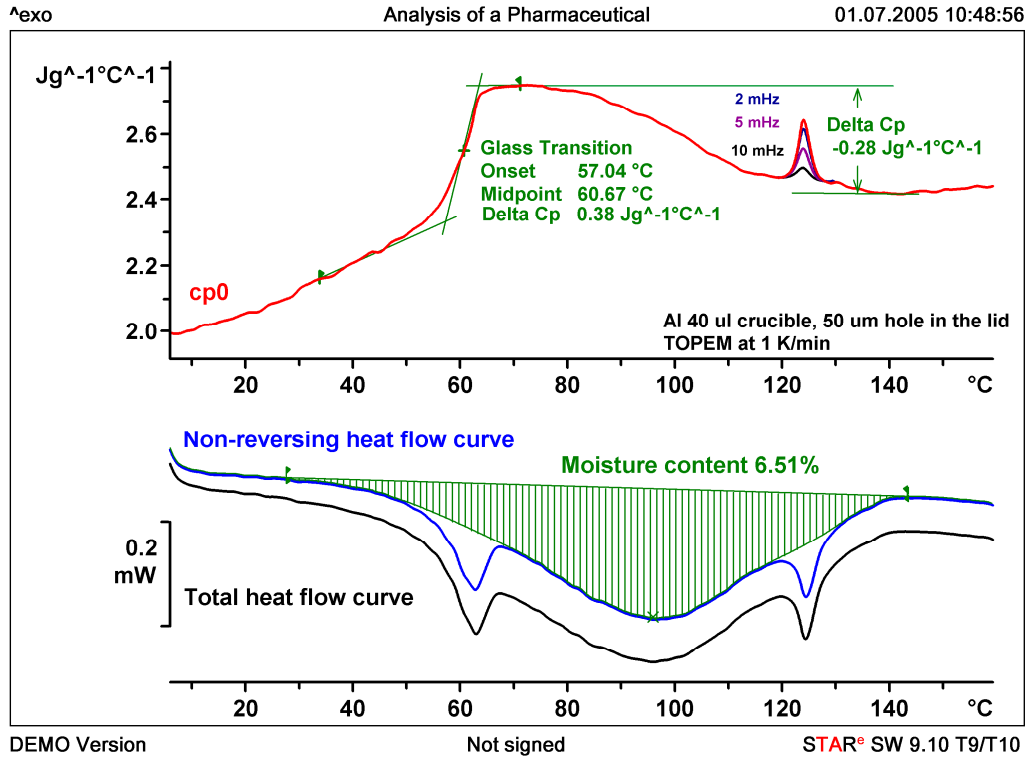 ^exo
Analysis of a Pharmaceutical
01.07.2005 10:48:56
Jg^-1°C^-1
2.6
2.4
2.2
2.0
2 mHz
5 mHz
10 mHz
Delta Cp
-0.28 Jg^-1°C^-1
Glass Transition
Onset 57.04 °C
Midpoint 60.67 °C
Delta Cp 0.38 Jg^-1°C^-1
cp0
Al 40 ul crucible, 50 um hole in the lid
TOPEM at 1 K/min
20 40 60 80 100 120 140 °C
Non-reversing heat flow curve
Moisture content 6.51%
0.2
mW
Total heat flow curve
20 40 60 80 100 120 140 °C
DEMO Version
Not signed
STARe SW 9.10 T9/T10